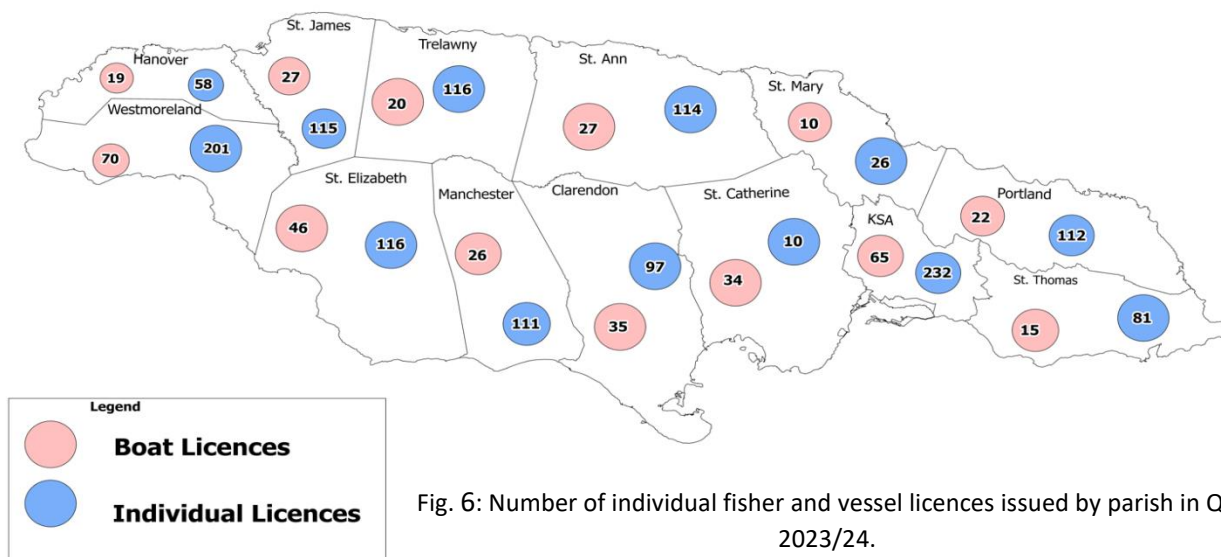 St. James
Trelawny
St. Ann
Hanover
19
58
27
20
116
27
114
St. Mary
10
Westmoreland
115
26
70
201
St. Elizabeth
Manchester
Clarendon
St. Catherine
Portland
KSA
46
116
26
97
10
22
112
65
232
34
St. Thomas
111
35
15
81
Legend
Boat Licences
Individual Licences
Fig. 6: Number of individual fisher and vessel licences issued by parish in Q
2023/24.